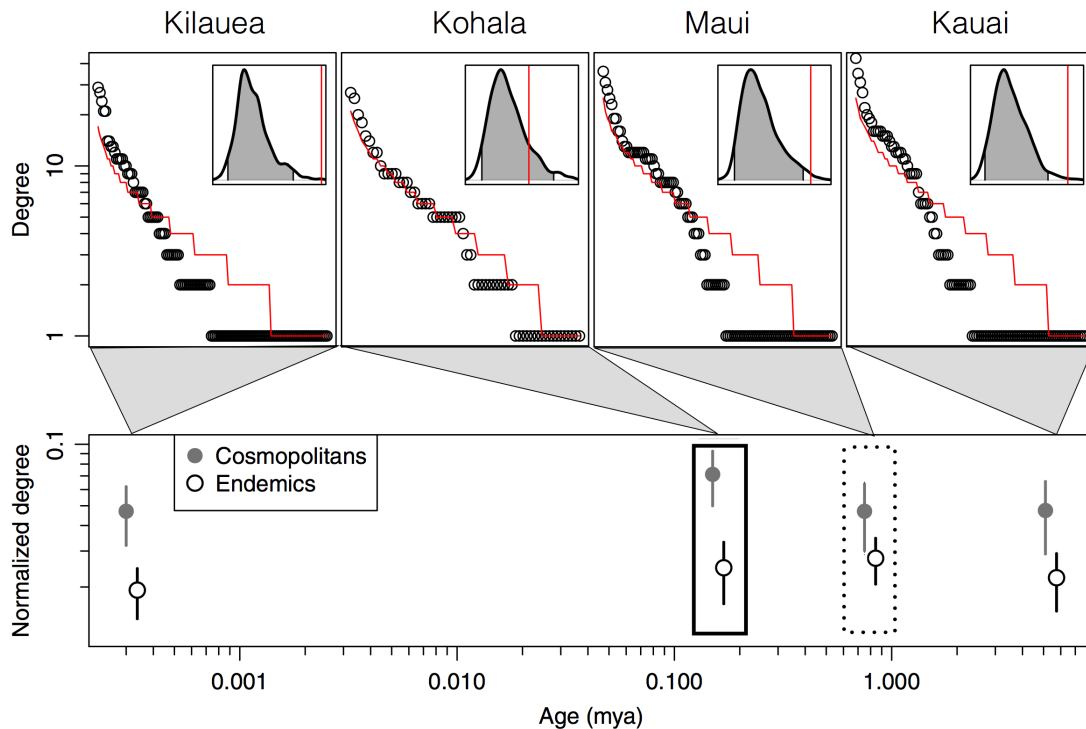 Kilauea Kohala Maui Kauai
Degree
10
1
Normalized degree
0.1
Cosmopolitans
Endemics
0.001 0.010 0.100 1.000
Age (mya)